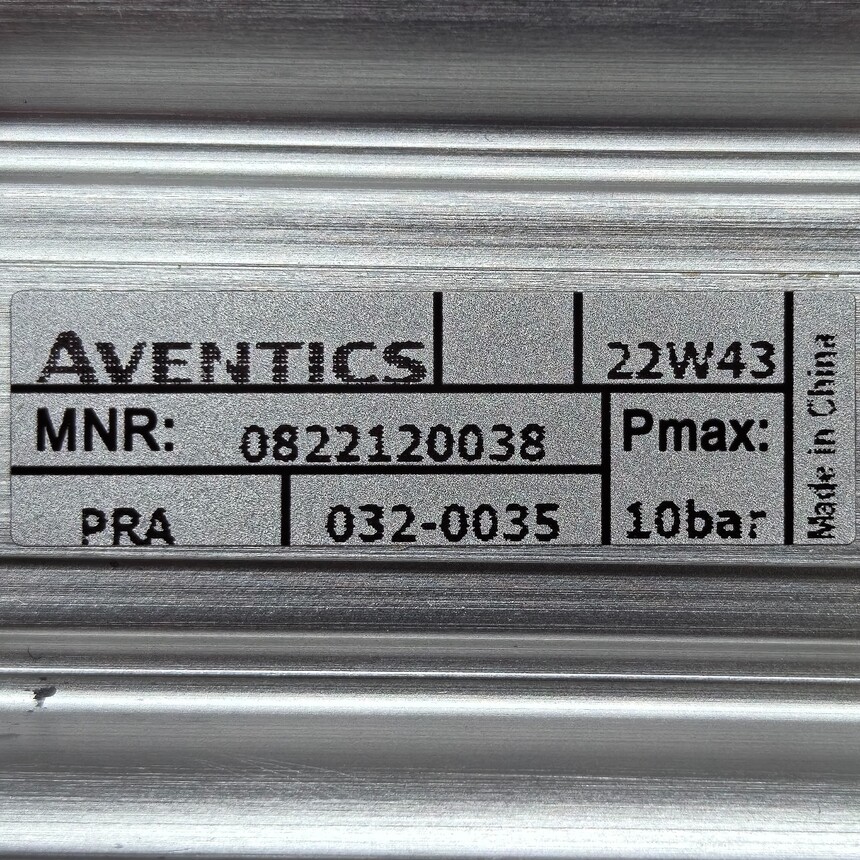 AVENTICS 22W43
MNR: 0822120038 Pmax:
PRA 032-0035 10bar
Made in China